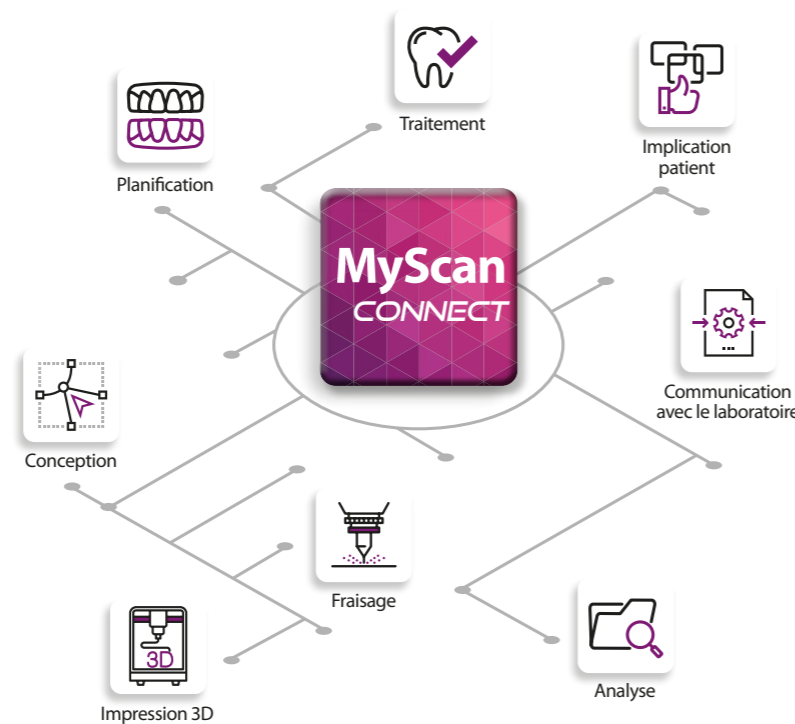 Traitement
Implication
patient
Planification
MyScan
CONNECT
Communication
avec le laboratoire
Conception
Fraisage
3D
Impression 3D
Analyse